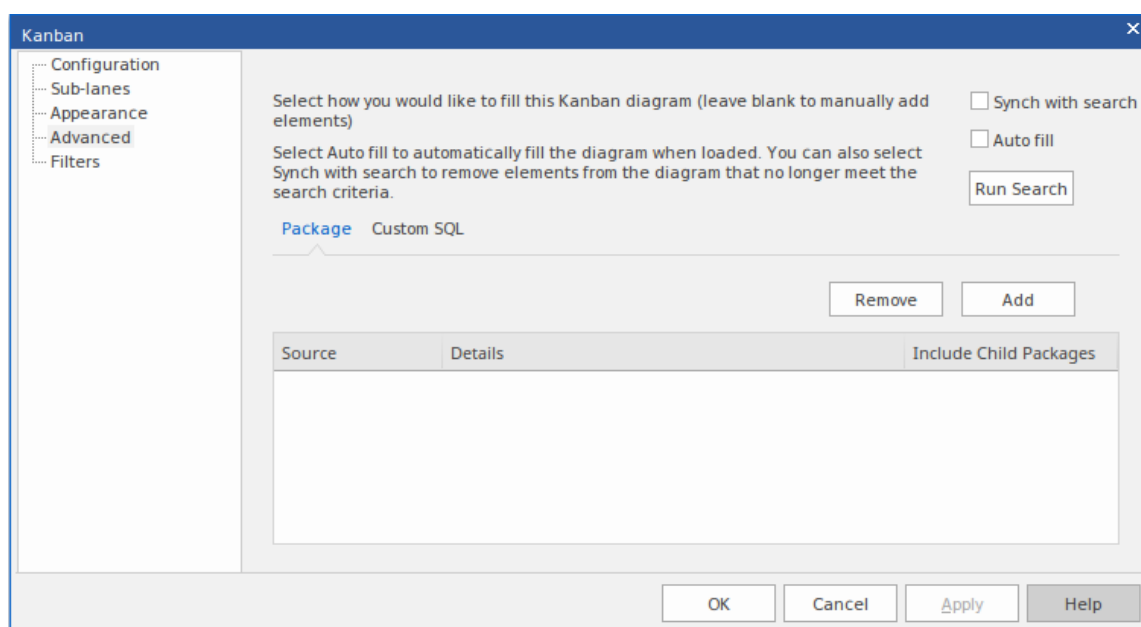 Kanban
Configuration
Sub-lanes
Appearance
Advanced
Filters
Select how you would like to fill this Kanban diagram (leave blank to manually add
elements)
Select Auto fill to automatically fill the diagram when loaded. You can also select
Synch with search to remove elements from the diagram that no longer meet the
search criteria.
Synch with search
Auto fill
Run Search
Package Custom SQL
Remove Add
Source Details Include Child Packages
OK Cancel Apply Help